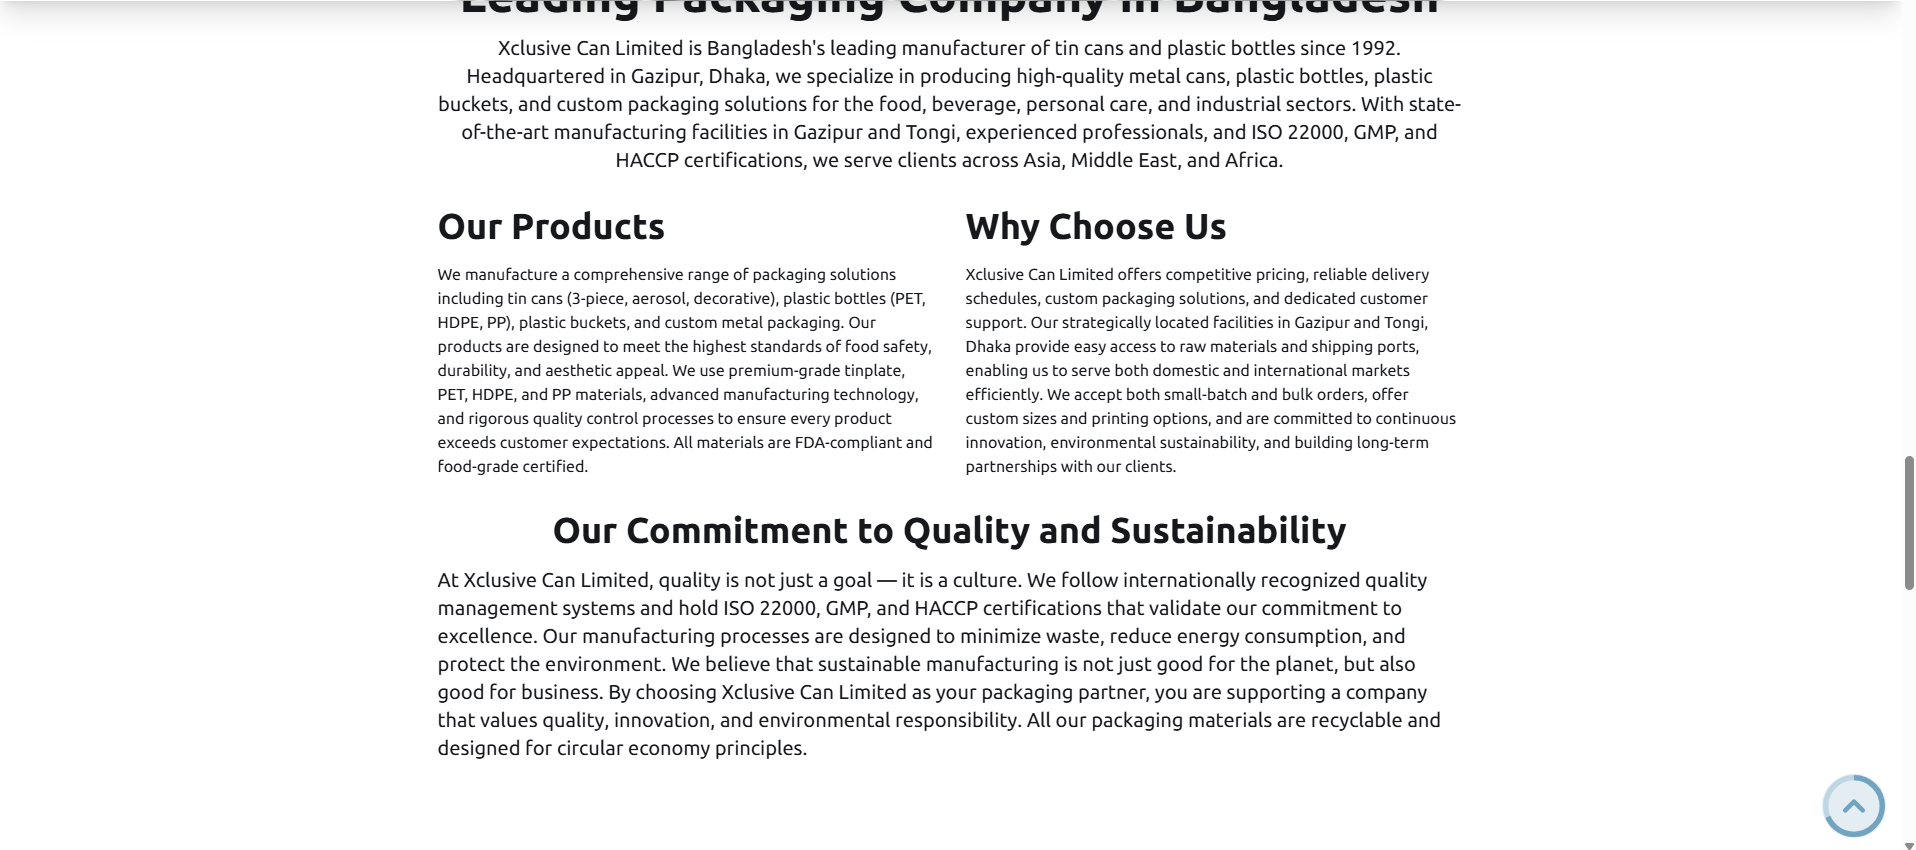 Leading Packaging Company in Bangladesh
Xclusive Can Limited is Bangladesh's leading manufacturer of tin cans and plastic bottles since 1992.
Headquartered in Gazipur, Dhaka, we specialize in producing high-quality metal cans, plastic bottles, plastic
buckets, and custom packaging solutions for the food, beverage, personal care, and industrial sectors. With state-
of-the-art manufacturing facilities in Gazipur and Tongi, experienced professionals, and ISO 22000, GMP, and
HACCP certifications, we serve clients across Asia, Middle East, and Africa.
Our Products
We manufacture a comprehensive range of packaging solutions
including tin cans (3-piece, aerosol, decorative), plastic bottles (PET,
HDPE, PP), plastic buckets, and custom metal packaging. Our
products are designed to meet the highest standards of food safety,
durability, and aesthetic appeal. We use premium-grade tinplate,
PET, HDPE, and PP materials, advanced manufacturing technology,
and rigorous quality control processes to ensure every product
exceeds customer expectations. All materials are FDA-compliant and
food-grade certified.
Why Choose Us
Xclusive Can Limited offers competitive pricing, reliable delivery
schedules, custom packaging solutions, and dedicated customer
support. Our strategically located facilities in Gazipur and Tongi,
Dhaka provide easy access to raw materials and shipping ports,
enabling us to serve both domestic and international markets
efficiently. We accept both small-batch and bulk orders, offer
custom sizes and printing options, and are committed to continuous
innovation, environmental sustainability, and building long-term
partnerships with our clients.
Our Commitment to Quality and Sustainability
At Xclusive Can Limited, quality is not just a goal — it is a culture. We follow internationally recognized quality
management systems and hold ISO 22000, GMP, and HACCP certifications that validate our commitment to
excellence. Our manufacturing processes are designed to minimize waste, reduce energy consumption, and
protect the environment. We believe that sustainable manufacturing is not just good for the planet, but also
good for business. By choosing Xclusive Can Limited as your packaging partner, you are supporting a company
that values quality, innovation, and environmental responsibility. All our packaging materials are recyclable and
designed for circular economy principles.